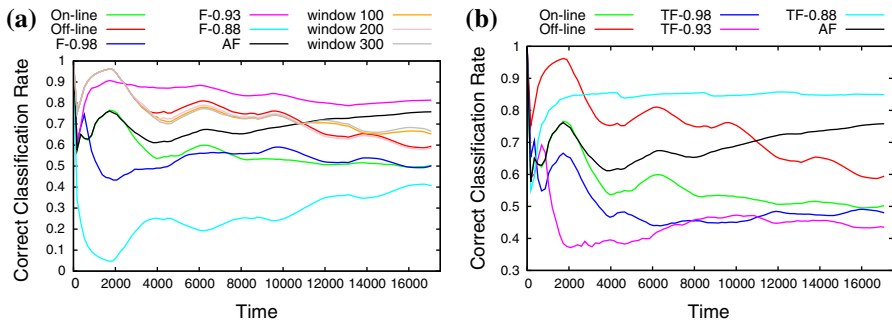 (a)
On-line
Off-line
F-0.98
F-0.93
F-0.88
AF
window 100
window 200
window 300
Correct Classification Rate
1
0.9
0.8
0.7
0.6
0.5
0.4
0.3
0.2
0.1
0
0 2000 4000 6000 8000 10000 12000 14000 16000
Time
(b)
On-line
Off-line
TF-0.98
TF-0.93
TF-0.88
AF
Correct Classification Rate
1
0.9
0.8
0.7
0.6
0.5
0.4
0.3
0 2000 4000 6000 8000 10000 12000 14000 16000
Time